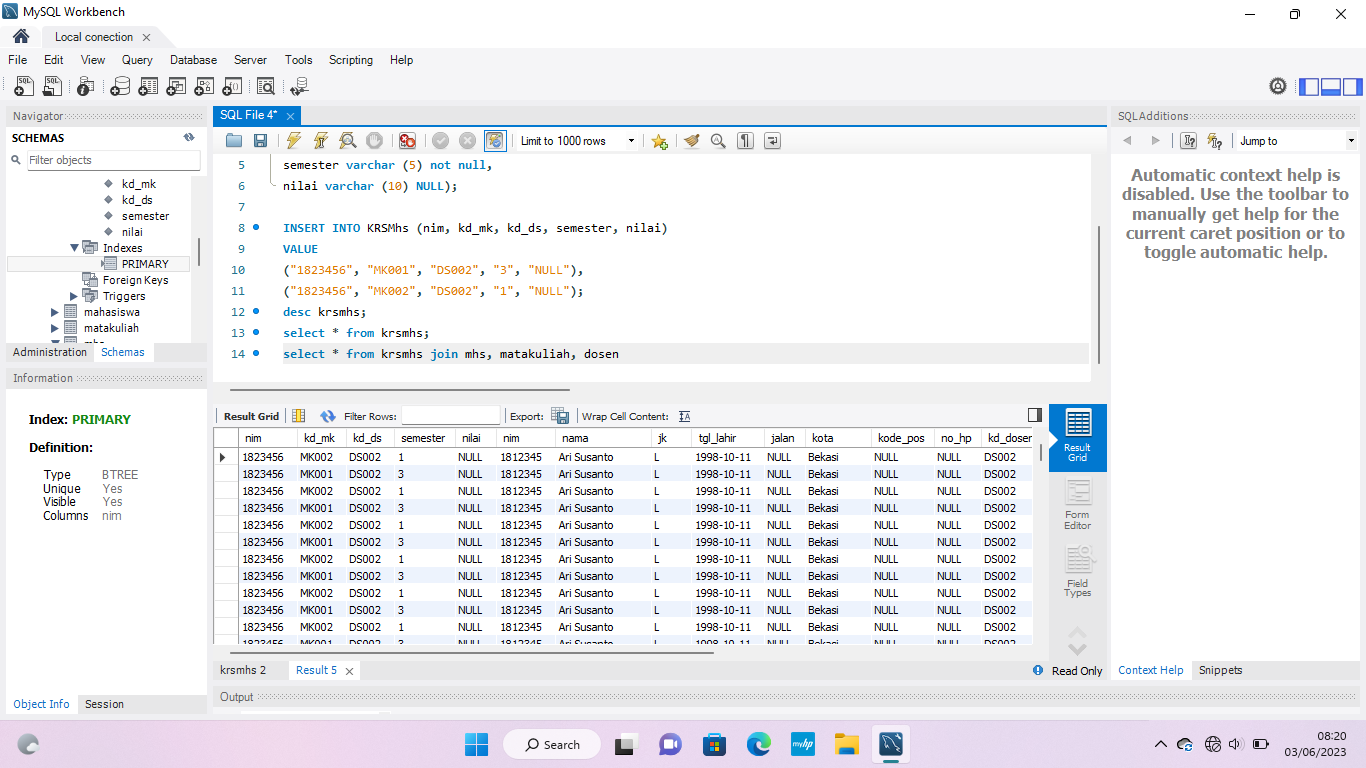 MySQL Workbench
Local conection
File Edit View Query Database Server Tools Scripting Help
Navigator
SCHEMAS
Filter objects
kd_mk
kd_ds
semester
nilai
Indexes
PRIMARY
Foreign Keys
Triggers
mahasiswa
matakuliah
mhs
Administration Schemas
Information
Index: PRIMARY
Definition:
Type BTREE
Unique Yes
Visible Yes
Columns nim
Object Info Session
SQL File 4*
Limit to 1000 rows
5 semester varchar (5) not null,
6 nilai varchar (10) NULL);
7
8 INSERT INTO KRSMhs (nim, kd_mk, kd_ds, semester, nilai)
9 VALUE
10 ("1823456", "MK001", "DS002", "3", "NULL"),
11 ("1823456", "MK002", "DS002", "1", "NULL");
12 desc krsmhs;
13 select * from krsmhs;
14 select * from krsmhs join mhs, matakuliah, dosen
Result Grid Filter Rows: Export: Wrap Cell Content:
nim kd_mk kd_ds semester nilai nim nama jk tgl_lahir jalan kota kode_pos no_hp kd_dosen
1823456 MK002 DS002 1 NULL 1812345 Ari Susanto L 1998-10-11 NULL Bekasi NULL NULL DS002
1823456 MK001 DS002 3 NULL 1812345 Ari Susanto L 1998-10-11 NULL Bekasi NULL NULL DS002
1823456 MK002 DS002 1 NULL 1812345 Ari Susanto L 1998-10-11 NULL Bekasi NULL NULL DS002
1823456 MK001 DS002 3 NULL 1812345 Ari Susanto L 1998-10-11 NULL Bekasi NULL NULL DS002
1823456 MK002 DS002 1 NULL 1812345 Ari Susanto L 1998-10-11 NULL Bekasi NULL NULL DS002
1823456 MK001 DS002 3 NULL 1812345 Ari Susanto L 1998-10-11 NULL Bekasi NULL NULL DS002
1823456 MK002 DS002 1 NULL 1812345 Ari Susanto L 1998-10-11 NULL Bekasi NULL NULL DS002
1823456 MK001 DS002 3 NULL 1812345 Ari Susanto L 1998-10-11 NULL Bekasi NULL NULL DS002
1823456 MK002 DS002 1 NULL 1812345 Ari Susanto L 1998-10-11 NULL Bekasi NULL NULL DS002
1823456 MK001 DS002 3 NULL 1812345 Ari Susanto L 1998-10-11 NULL Bekasi NULL NULL DS002
1823456 MK002 DS002 1 NULL 1812345 Ari Susanto L 1998-10-11 NULL Bekasi NULL NULL DS002
1823456 MK001 DS002 3 NULL 1812345 Ari Susanto L 1998-10-11 NULL Bekasi NULL NULL DS002
Result Grid
Form Editor
Field Types
krsmhs 2 Result 5
Read Only
Output
SQLAdditions
Jump to
Automatic context help is
disabled. Use the toolbar to
manually get help for the
current caret position or to
toggle automatic help.
Context Help Snippets
Search
myhp
08:20
03/06/2023